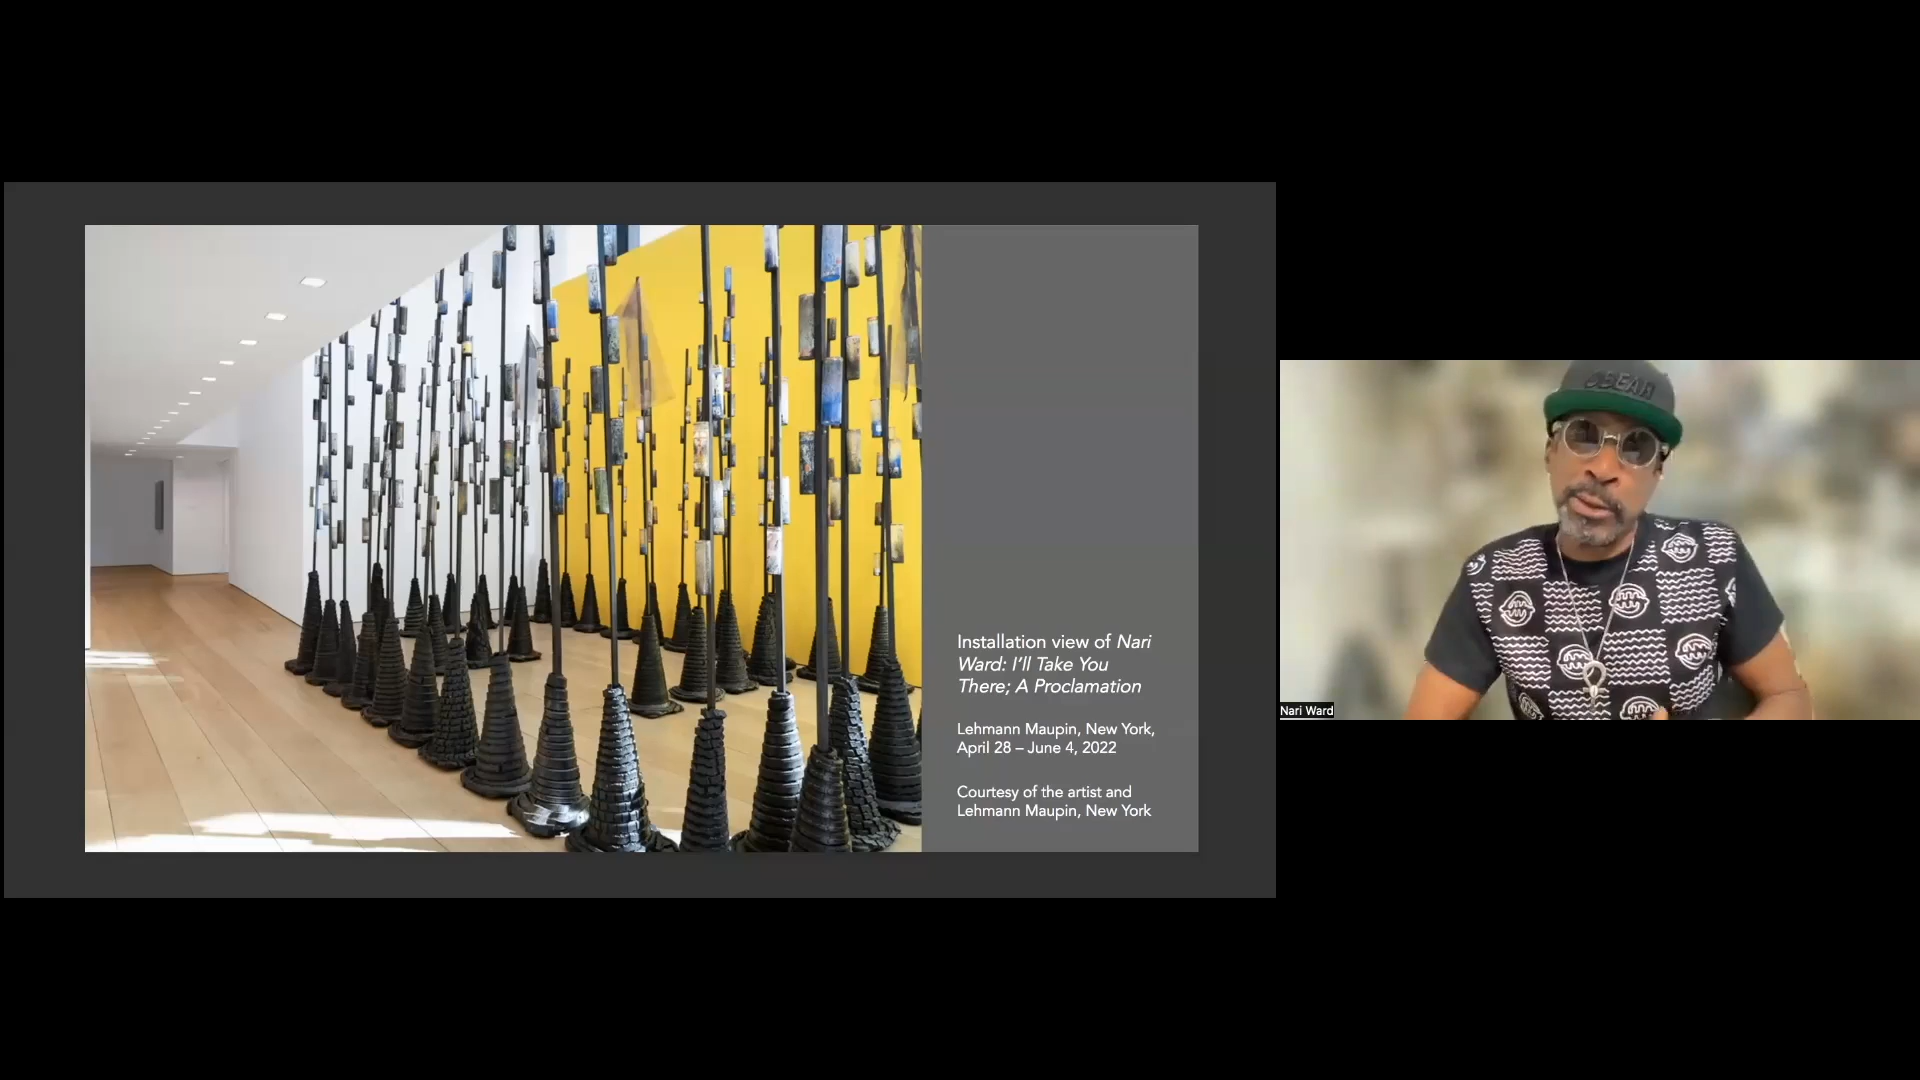 Installation view of Nari
Ward: I'll Take You
There; A Proclamation
Lehmann Maupin, New York,
April 28 – June 4, 2022
Courtesy of the artist and
Lehmann Maupin, New York
Nari Ward